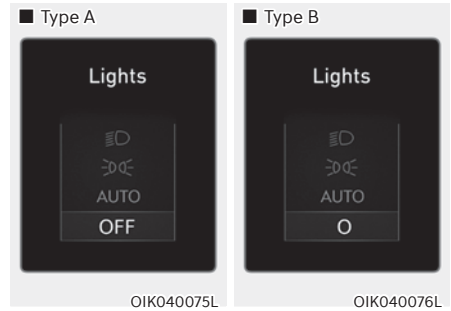 ■ Type A
Lights
AUTO
OFF
OIK040075L
■ Type B
Lights
AUTO
O
OIK040076L